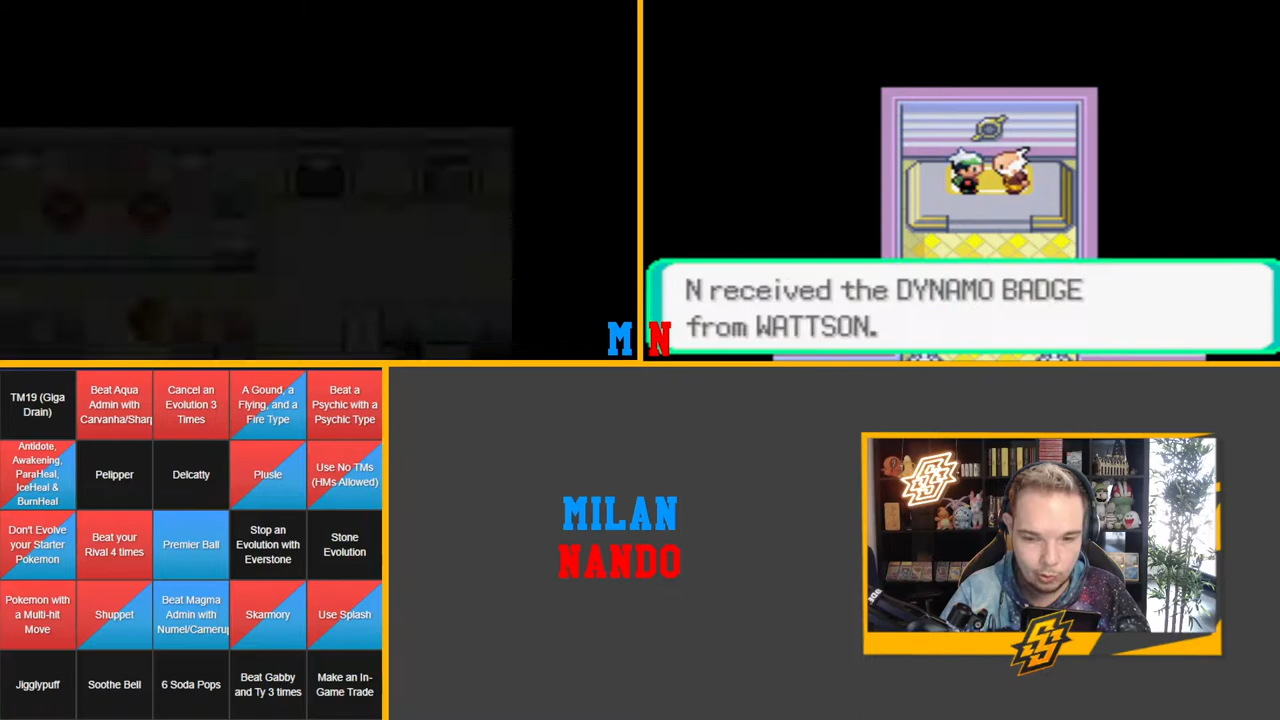 N received the DYNAMO BADGE
from WATTSON.
M N
TM19 (Giga
Drain)
Beat Aqua
Admin with
Carvanha/Sharp
Cancel an
Evolution 3
Times
A Gound, a
Flying, and a
Fire Type
Beat a
Psychic with a
Psychic Type
Antidote,
Awakening,
ParaHeal,
IceHeal &
BurnHeal
Pelipper
Delcatty
Plusle
Use No TMs
(HMs Allowed)
Don't Evolve
your Starter
Pokemon
Beat your
Rival 4 times
Premier Ball
Stop an
Evolution with
Everstone
Stone
Evolution
Pokemon with
a Multi-hit
Move
Shuppet
Beat Magma
Admin with
Numel/Camerup
Skarmory
Use Splash
Jigglypuff
Soothe Bell
6 Soda Pops
Beat Gabby
and Ty 3 times
Make an In-
Game Trade
MILAN
NANDO